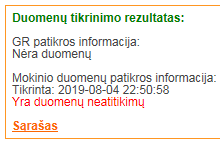 Duomenų tikrinimo rezultatas:
GR patikros informacija:
Nėra duomenų
Mokinio duomenų patikros informacija:
Tikrinta: 2019-08-04 22:50:58
Yra duomenų neatitikimų
Sąrašas